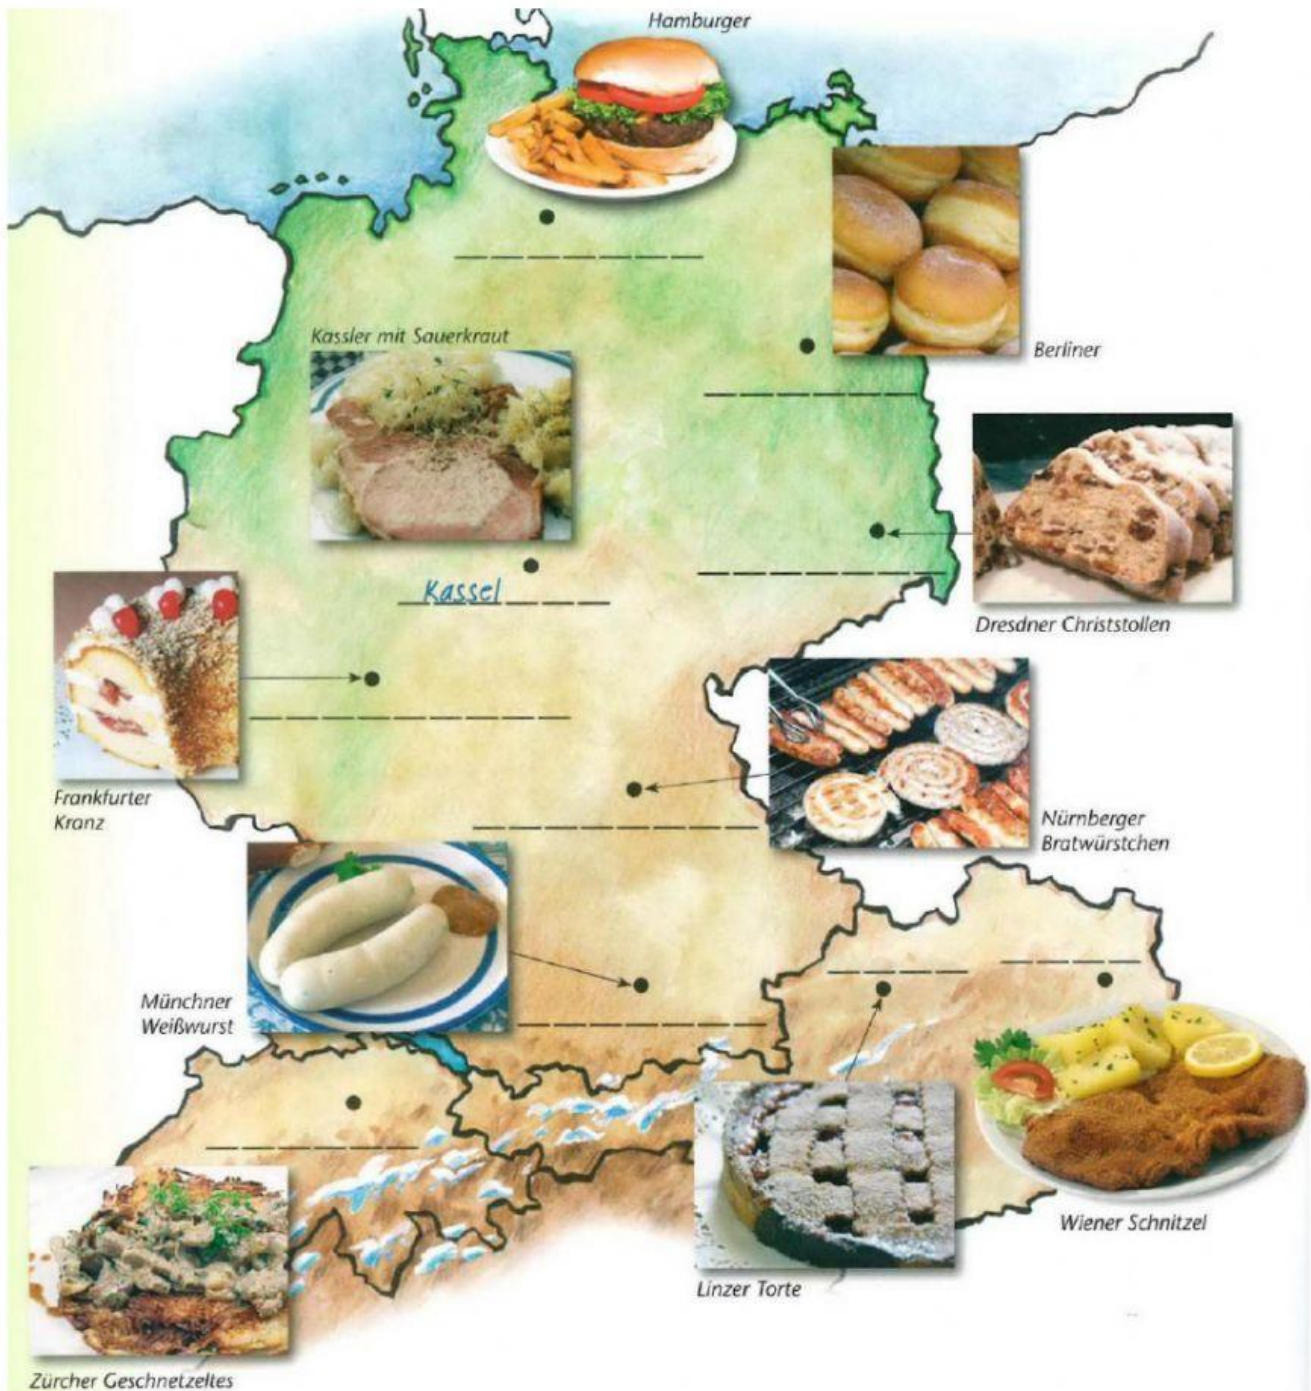 Hamburger
Kassler mit Sauerkraut
Berliner
Kassel
Dresdner Christstollen
Frankfurter
Kranz
Nürnberger
Bratwürstchen
Münchner
Weißwurst
Wiener Schnitzel
Linzer Torte
Zürcher Geschnetzeltes